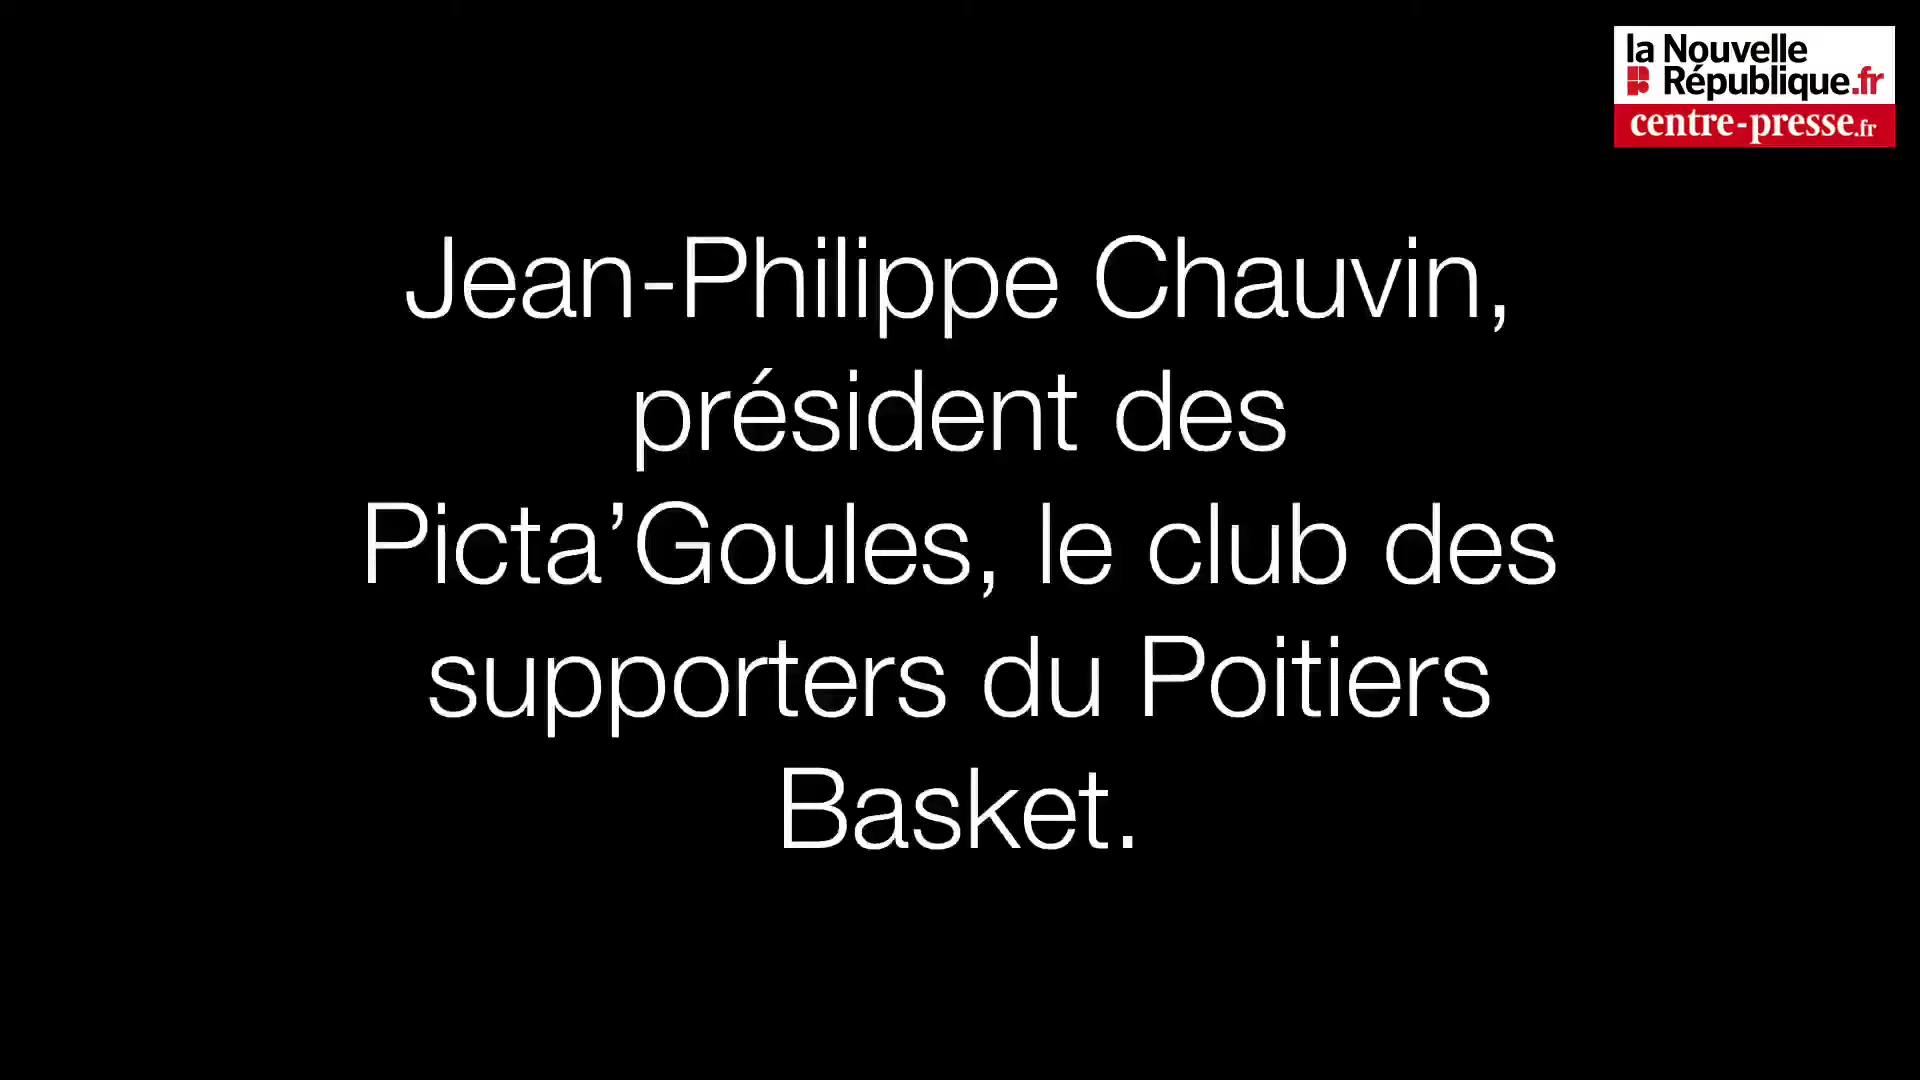 la Nouvelle
République.fr
centre-presse.fr
Jean-Philippe Chauvin,
président des
Picta’Goules, le club des
supporters du Poitiers
Basket.